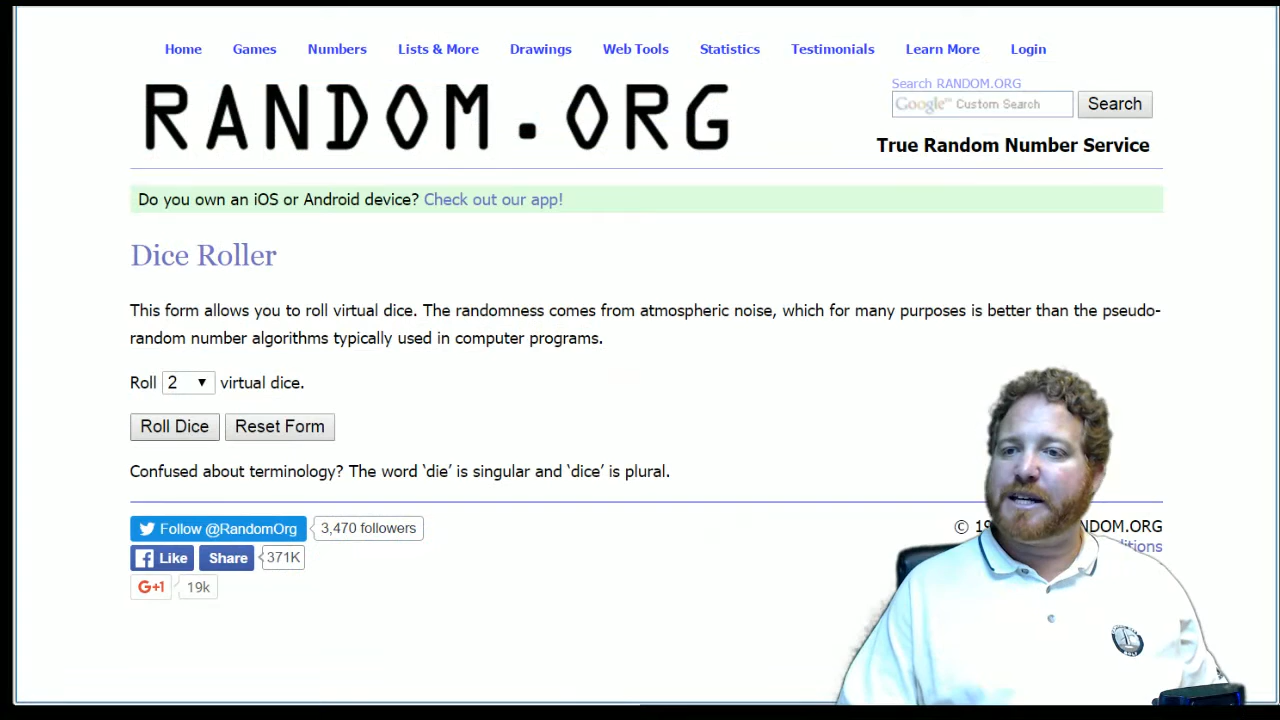 Home Games Numbers Lists & More Drawings Web Tools Statistics Testimonials Learn More Login
RANDOM.ORG
Search RANDOM.ORG
Google™ Custom Search Search
True Random Number Service
Do you own an iOS or Android device? Check out our app!
Dice Roller
This form allows you to roll virtual dice. The randomness comes from atmospheric noise, which for many purposes is better than the pseudo-
random number algorithms typically used in computer programs.
Roll 2 virtual dice.
Roll Dice Reset Form
Confused about terminology? The word ‘die’ is singular and ‘dice’ is plural.
Follow @RandomOrg 3,470 followers
Like Share 371K
G+1 19k
©